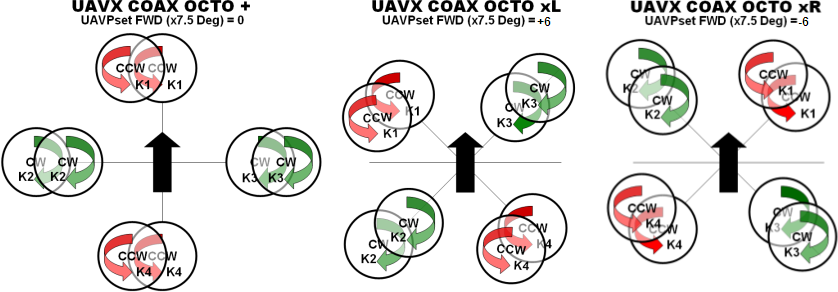 UAVX COAX OCTO +
UAVPset FWD (x7.5 Deg) = 0
CCW CW
K1 K1
CW CW
K2 K2
CW CW
K3 K3
CCW CW
K4 K4
UAVX COAX OCTO xL
UAVPset FWD (x7.5 Deg) =+6
CCW
K1
CCW
K1
CW
K3
CW
K3
CW
K2
CW
K2
CCW
K4
CCW
K4
UAVX COAX OCTO xR
UAVPset FWD (x7.5 Deg) =-6
CW
K2
CW
K2
CCW
K1
CCW
K1
CCW
K4
CCW
K4
CW
K3
CW
K3